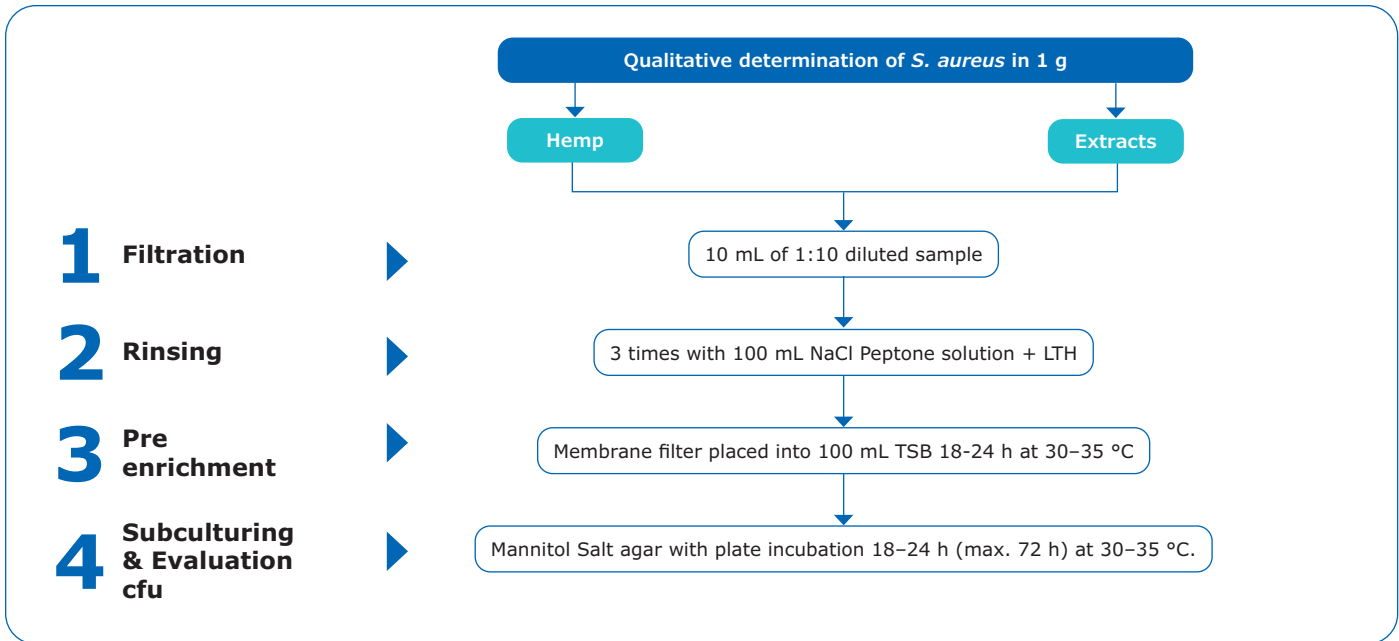 Qualitative determination of S. aureus in 1 g
Hemp
Extracts
1
Filtration
10 mL of 1:10 diluted sample
2
Rinsing
3 times with 100 mL NaCl Peptone solution + LTH
3
Pre
enrichment
Membrane filter placed into 100 mL TSB 18-24 h at 30–35 °C
4
Subculturing
& Evaluation
cfu
Mannitol Salt agar with plate incubation 18–24 h (max. 72 h) at 30–35 °C.